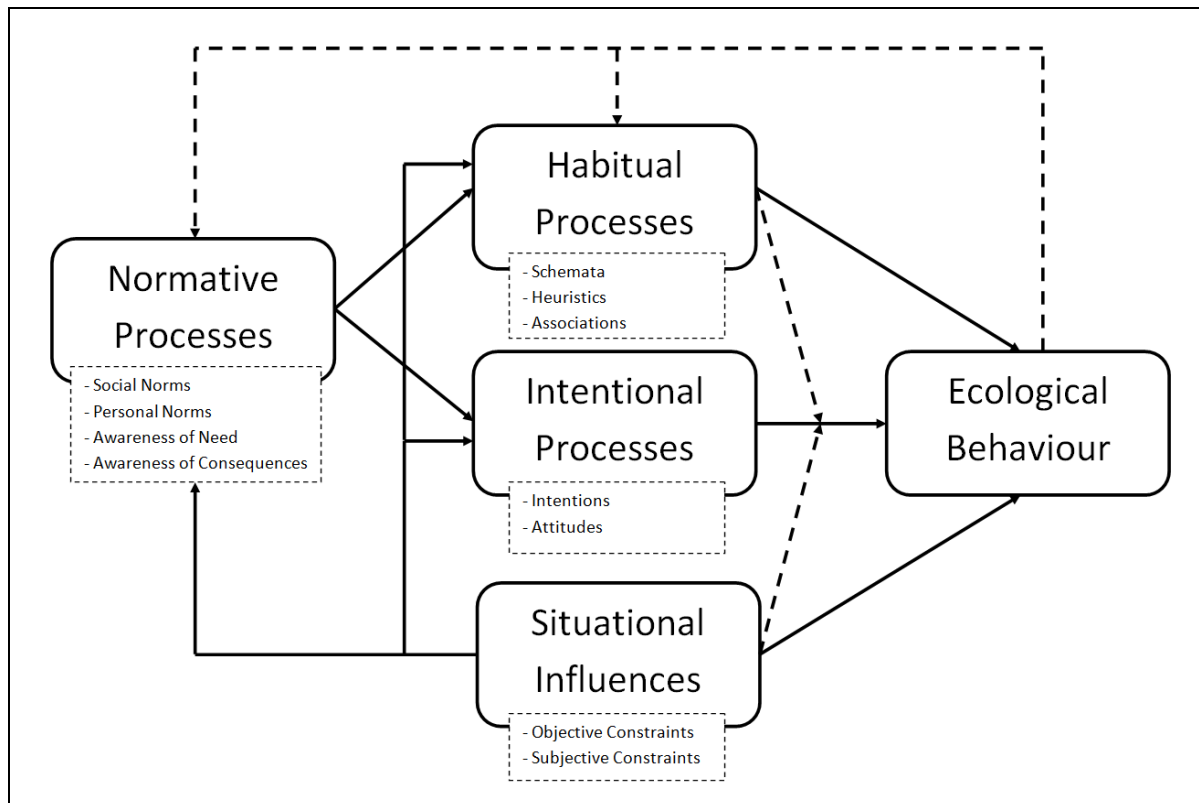 Normative
Processes
- Social Norms
- Personal Norms
- Awareness of Need
- Awareness of Consequences
Habitual
Processes
- Schemata
- Heuristics
- Associations
Intentional
Processes
- Intentions
- Attitudes
Situational
Influences
- Objective Constraints
- Subjective Constraints
Ecological
Behaviour